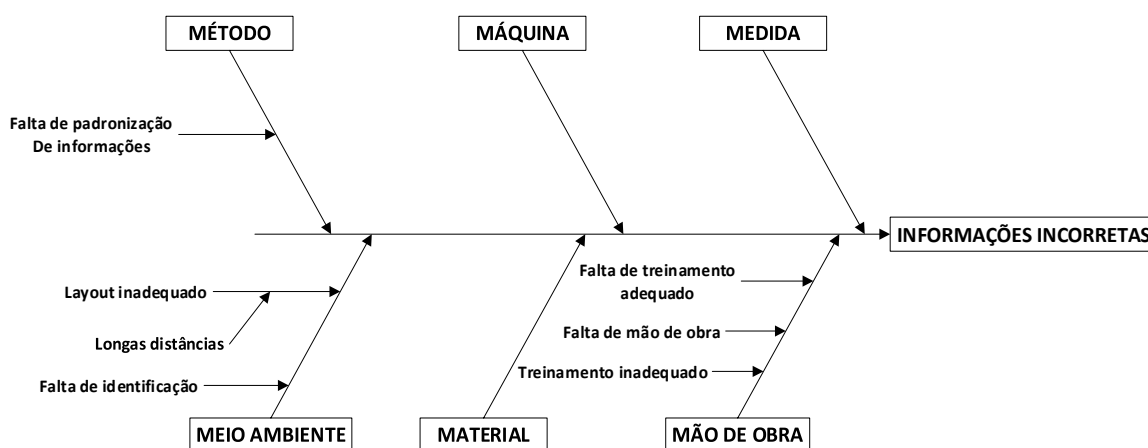 MÉTODO
MÁQUINA
MEDIDA
Falta de padronização
De informações
INFORMAÇÕES INCORRETAS
Falta de treinamento
adequado
Layout inadequado
Falta de mão de obra
Longas distâncias
Treinamento inadequado
Falta de identificação
MEIO AMBIENTE
MATERIAL
MÃO DE OBRA